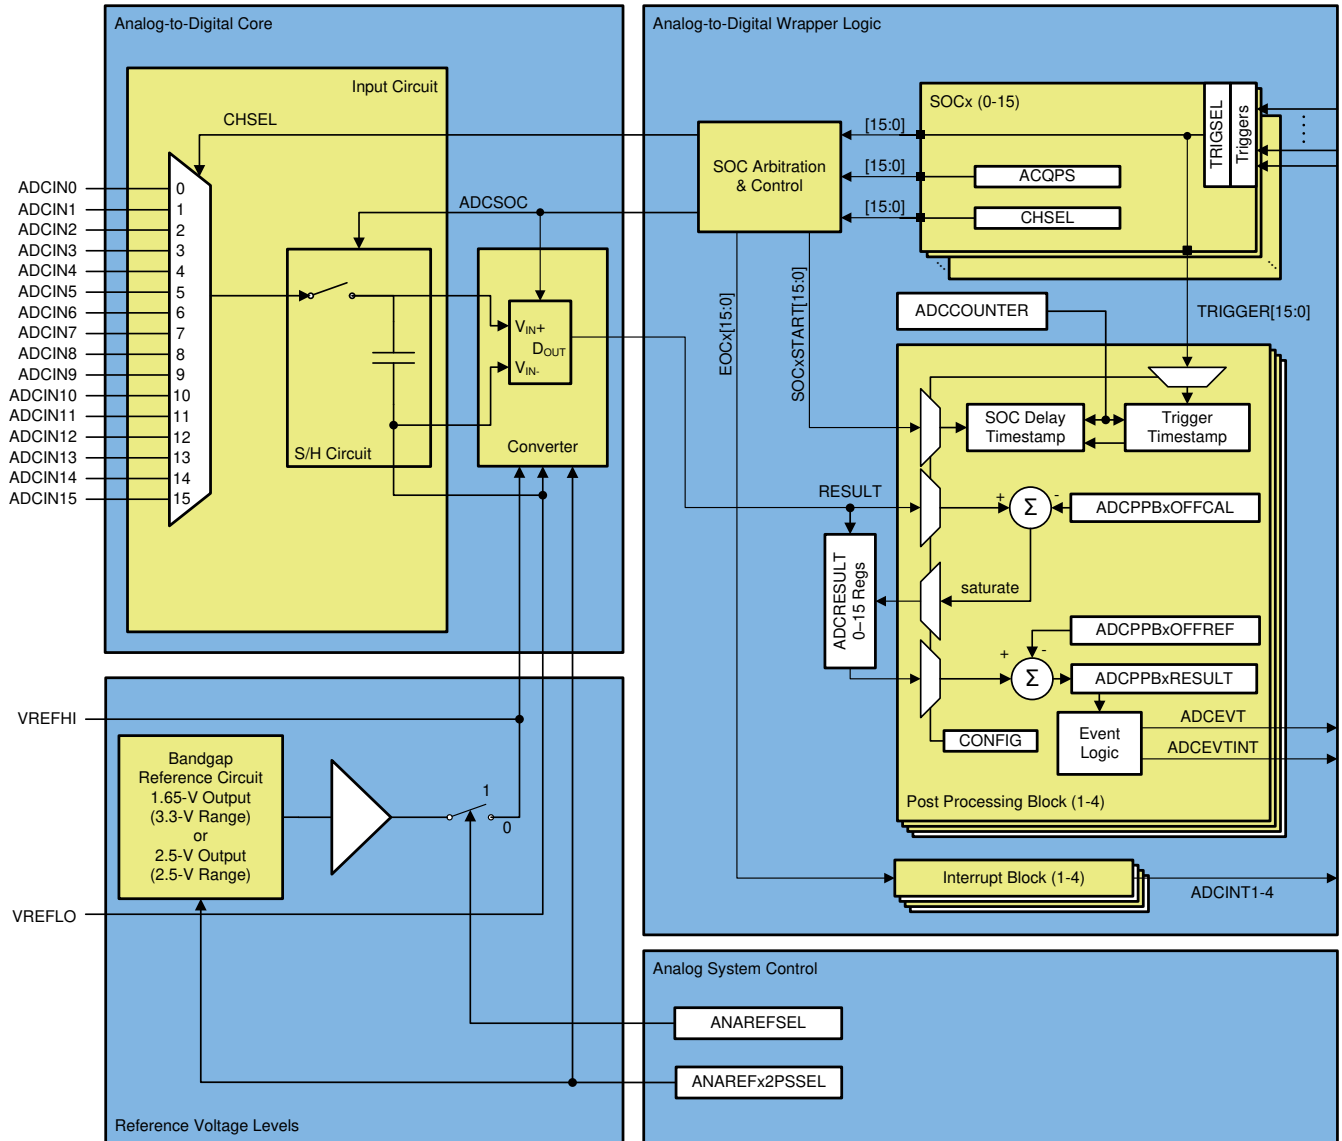 Analog-to-Digital Core
Input Circuit
CHSEL
ADCIN0 0
ADCIN1 1
ADCIN2 2
ADCIN3 3
ADCIN4 4
ADCIN5 5
ADCIN6 6
ADCIN7 7
ADCIN8 8
ADCIN9 9
ADCIN10 10
ADCIN11 11
ADCIN12 12
ADCIN13 13
ADCIN14 14
ADCIN15 15
ADCSOC
S/H Circuit
VIN+
DOUT
VIN-
Converter
Analog-to-Digital Wrapper Logic
SOC Arbitration
& Control
[15:0]
[15:0]
[15:0]
SOCx (0-15)
ACQPS
CHSEL
TRIGSEL
Triggers
EOCx[15:0]
SOCxSTART[15:0]
ADCCOUNTER
TRIGGER[15:0]
SOC Delay
Timestamp
Trigger
Timestamp
RESULT
+
Σ
-
ADCPPBxOFFCAL
ADCRESULT
0–15 Regs
saturate
ADCPPBxOFFREF
+
-
Σ
ADCPPBxRESULT
CONFIG
Event
Logic
ADCEVT
ADCEVTINT
Post Processing Block (1-4)
Interrupt Block (1-4)
ADCINT1-4
VREFHI
Bandgap
Reference Circuit
1.65-V Output
(3.3-V Range)
or
2.5-V Output
(2.5-V Range)
1
0
VREFLO
Reference Voltage Levels
Analog System Control
ANAREFSEL
ANAREFx2PSSEL